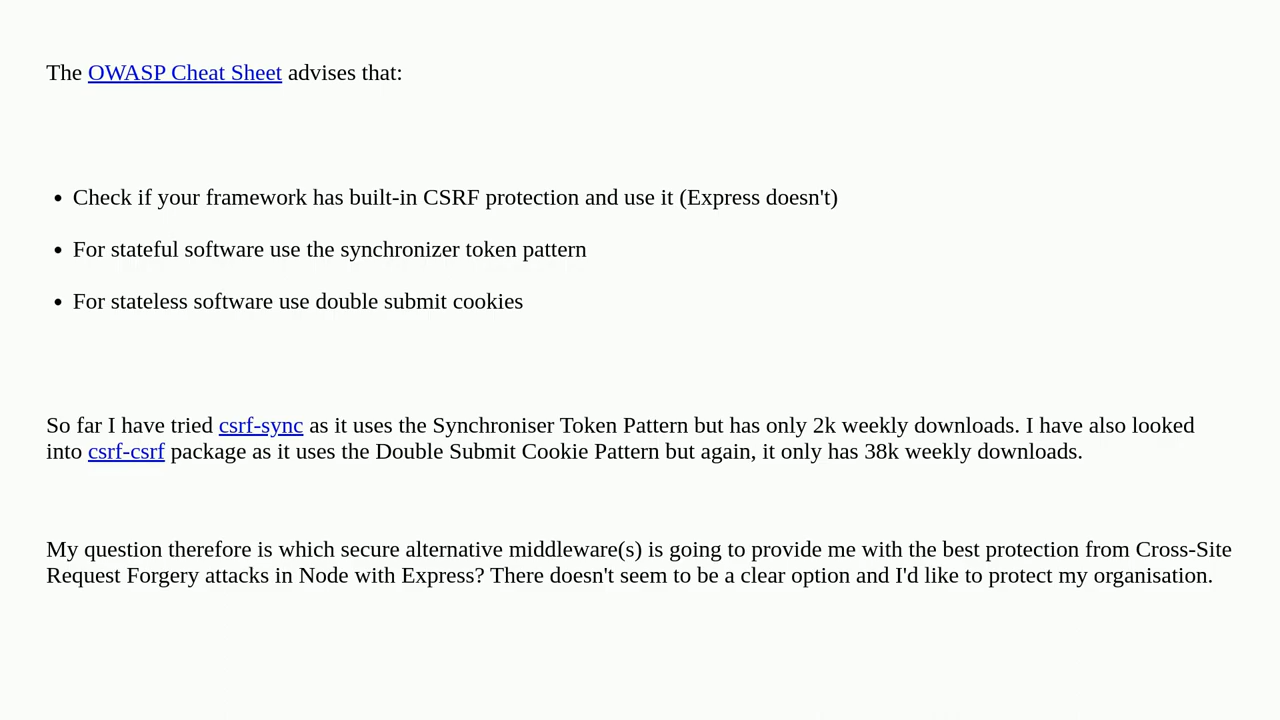 The OWASP Cheat Sheet advises that:
• Check if your framework has built-in CSRF protection and use it (Express doesn't)
• For stateful software use the synchronizer token pattern
• For stateless software use double submit cookies
So far I have tried csrf-sync as it uses the Synchroniser Token Pattern but has only 2k weekly downloads. I have also looked
into csrf-csrf package as it uses the Double Submit Cookie Pattern but again, it only has 38k weekly downloads.
My question therefore is which secure alternative middleware(s) is going to provide me with the best protection from Cross-Site
Request Forgery attacks in Node with Express? There doesn't seem to be a clear option and I'd like to protect my organisation.